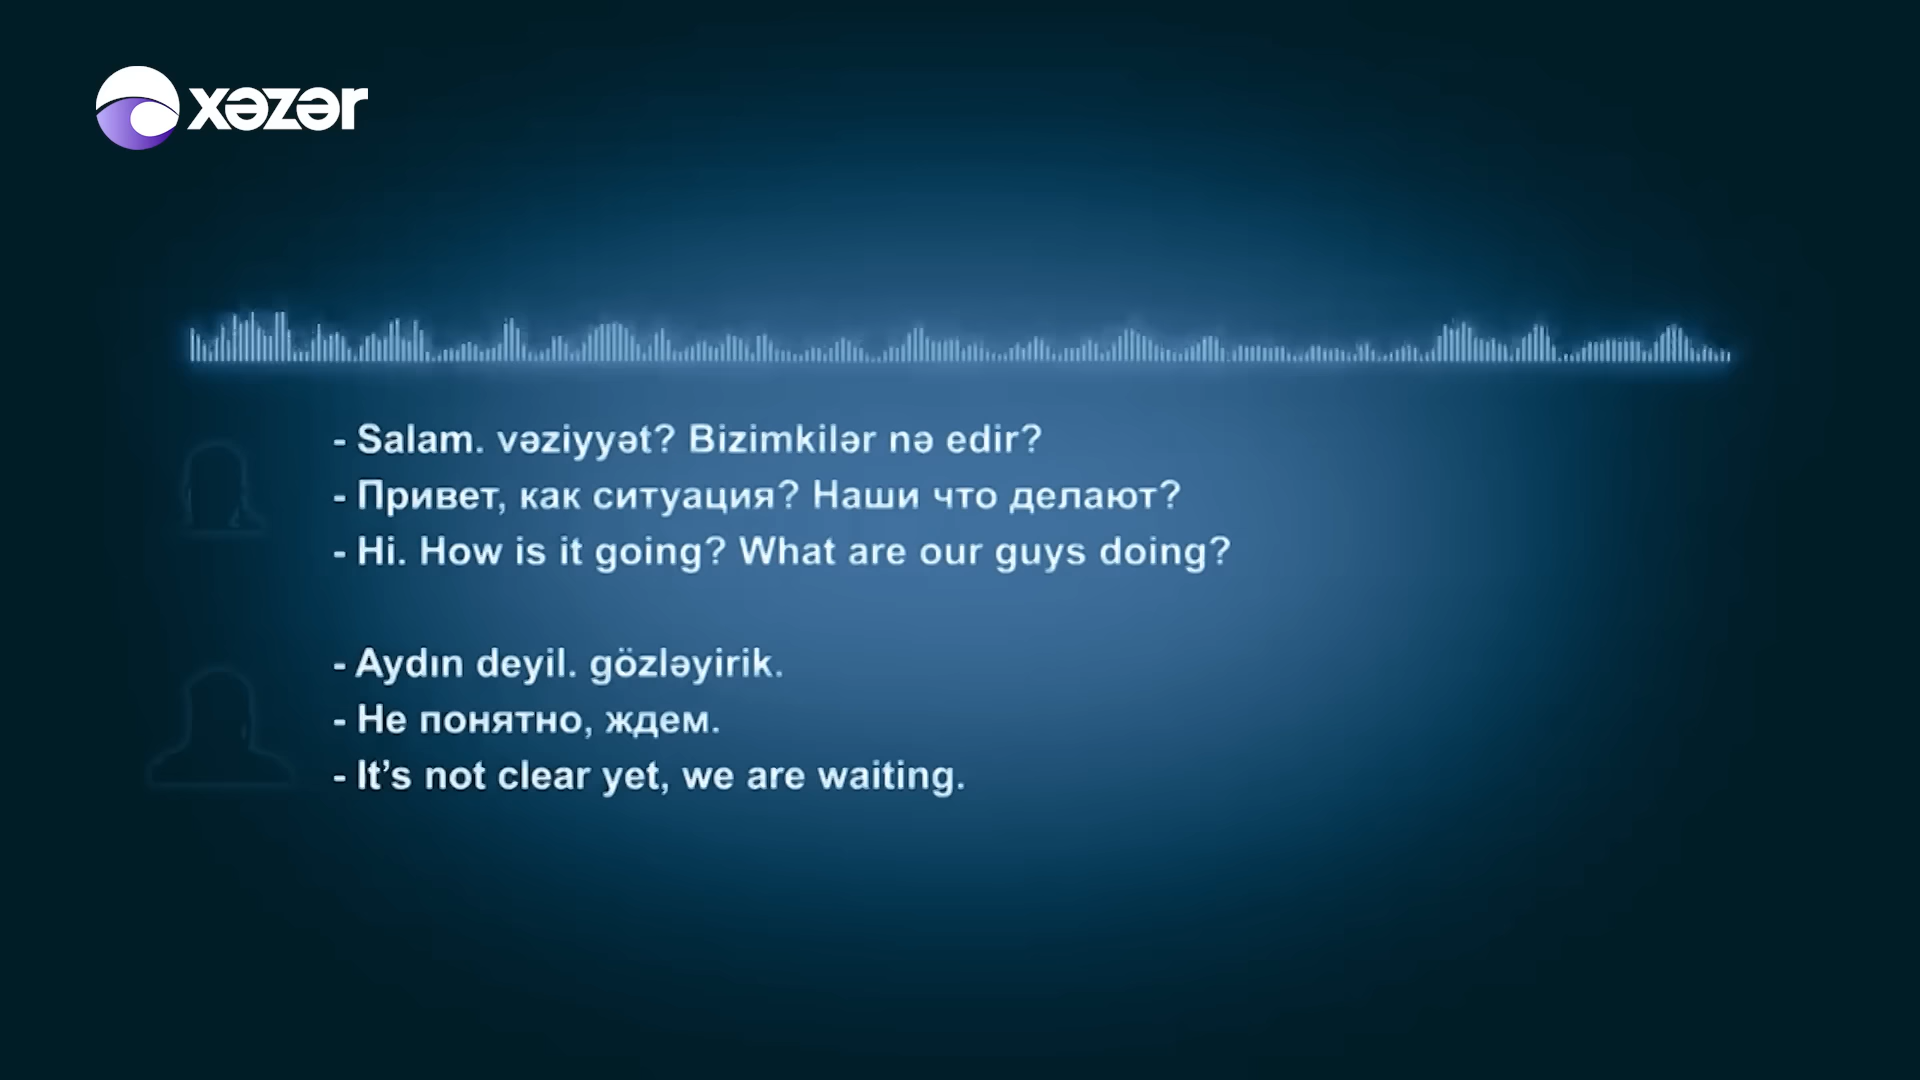 xəzər
- Salam. vəziyyət? Bizimkilər nə edir?
- Привет, как ситуация? Наши что делают?
- Hi. How is it going? What are our guys doing?
- Aydın deyil. gözləyirik.
- Не понятно, ждем.
- It’s not clear yet, we are waiting.